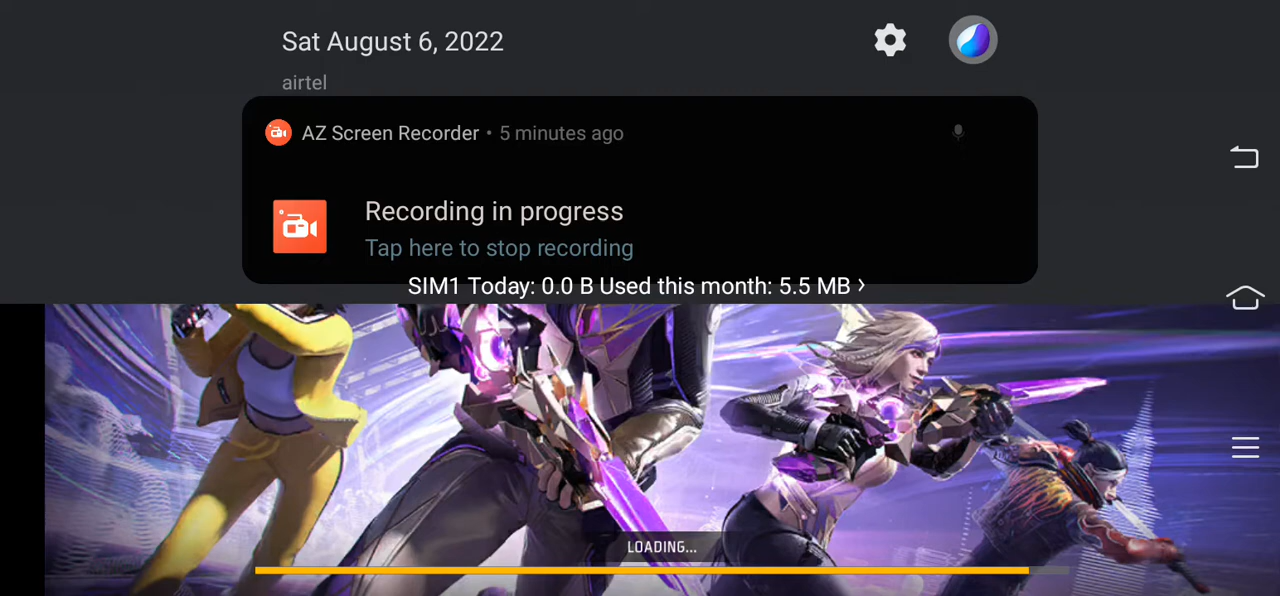 Sat August 6, 2022
airtel
AZ Screen Recorder • 5 minutes ago
Recording in progress
Tap here to stop recording
SIM1 Today: 0.0 B Used this month: 5.5 MB ›
LOADING...